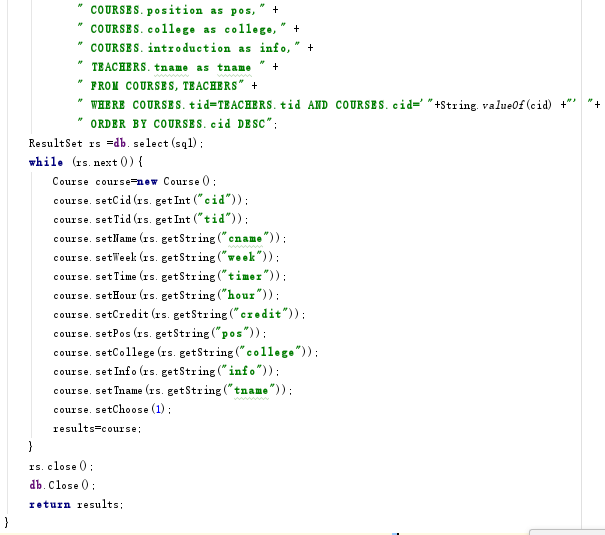 " COURSES.position as pos," +
" COURSES.college as college," +
" COURSES.introduction as info," +
" TEACHERS.tname as tname " +
" FROM COURSES,TEACHERS" +
" WHERE COURSES.tid=TEACHERS.tid AND COURSES.cid='"+String.valueOf(cid) +"' "+
" ORDER BY COURSES.cid DESC";
ResultSet rs =db.select(sql);
while (rs.next()){
Course course=new Course();
course.setCid(rs.getInt("cid"));
course.setTid(rs.getInt("tid"));
course.setName(rs.getString("cname"));
course.setWeek(rs.getString("week"));
course.setTime(rs.getString("timer"));
course.setHour(rs.getString("hour"));
course.setCredit(rs.getString("credit"));
course.setPos(rs.getString("pos"));
course.setCollege(rs.getString("college"));
course.setInfo(rs.getString("info"));
course.setTname(rs.getString("tname"));
course.setChoose(1);
results=course;
}
rs.close();
db.Close();
return results;
}